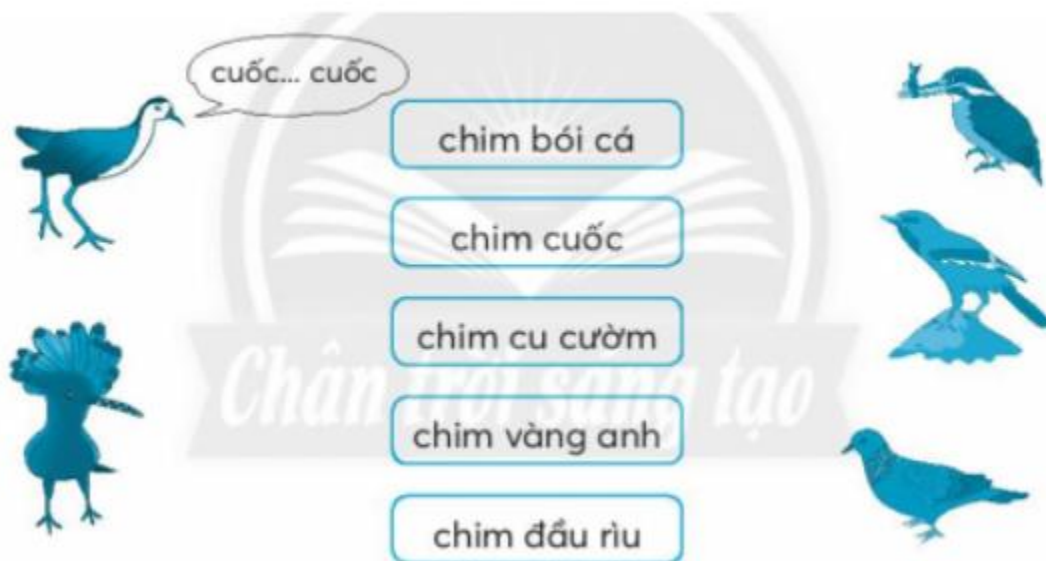 cuốc... cuốc
chim bói cá
chim cuốc
chim cu cườm
Chân trời sáng tạo
chim vàng anh
chim đầu rìu